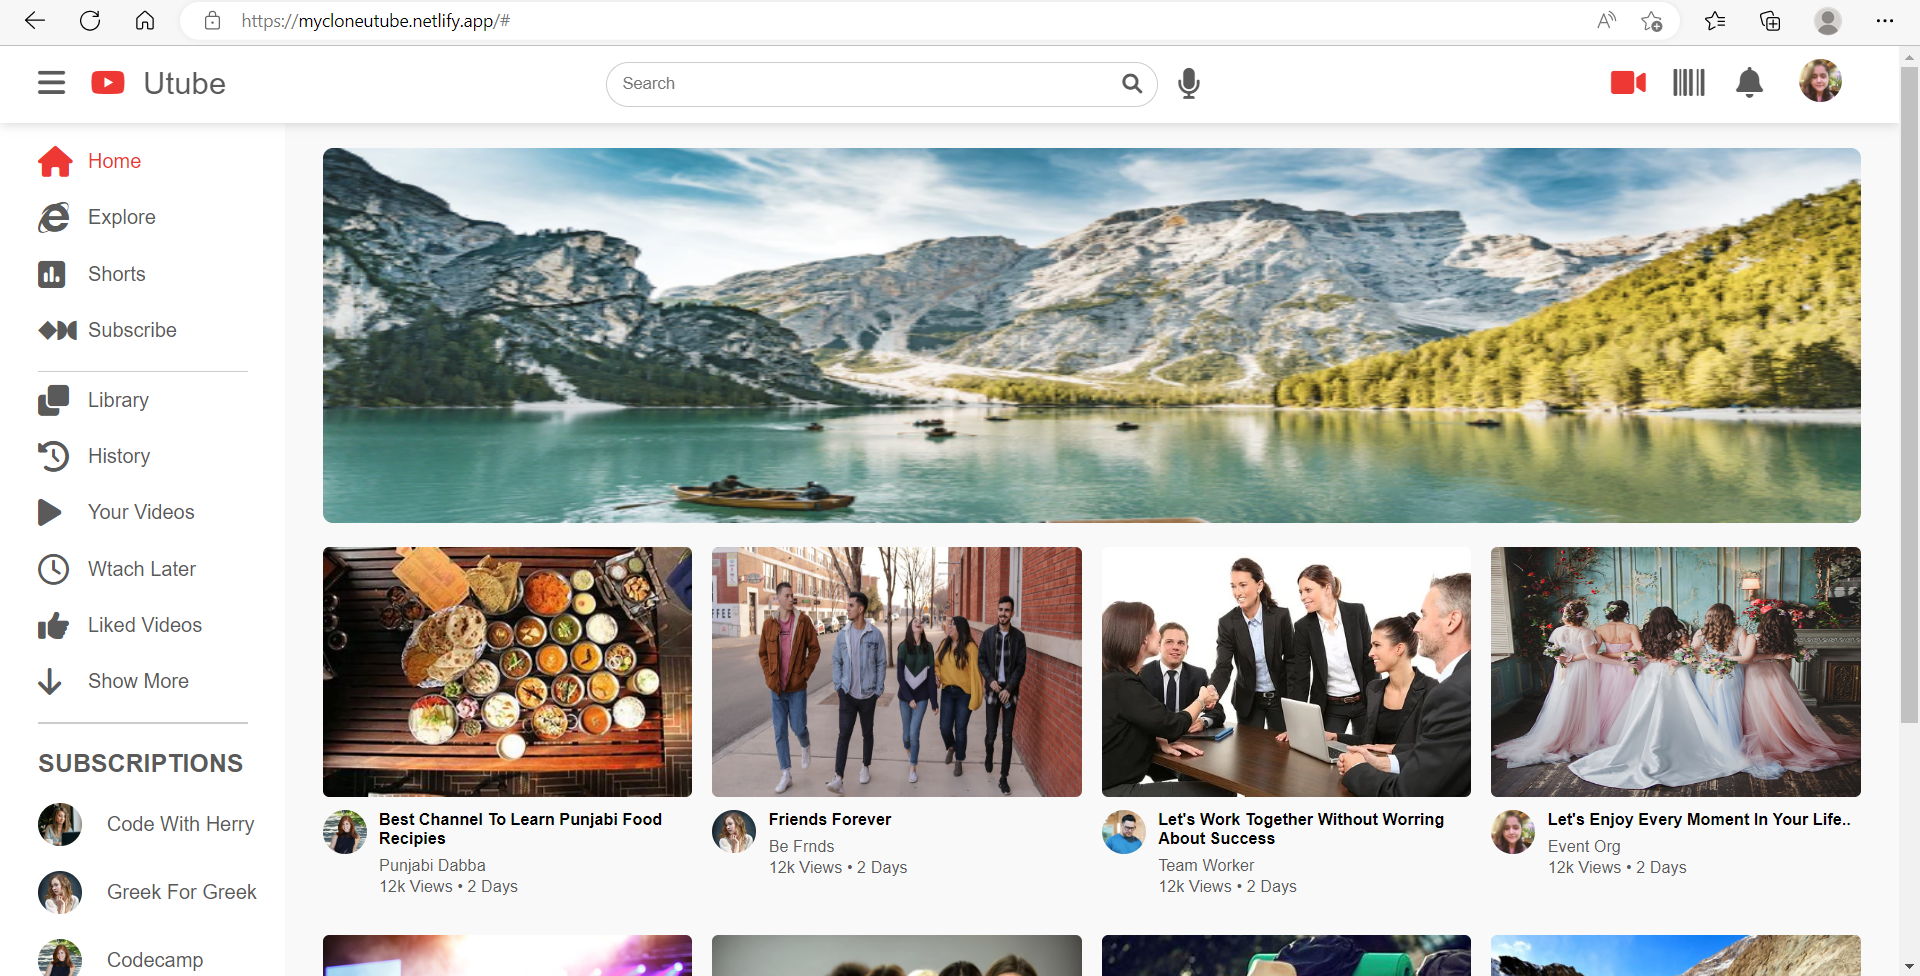 https://mycloneutube.netlify.app/#
Utube
Search
Home
Explore
Shorts
Subscribe
Library
History
Your Videos
Wtach Later
Liked Videos
Show More
SUBSCRIPTIONS
Code With Herry
Greek For Greek
Codecamp
Best Channel To Learn Punjabi Food
Recipies
Punjabi Dabba
12k Views • 2 Days
Friends Forever
Be Frnds
12k Views • 2 Days
Let's Work Together Without Worring
About Success
Team Worker
12k Views • 2 Days
Let's Enjoy Every Moment In Your Life..
Event Org
12k Views • 2 Days